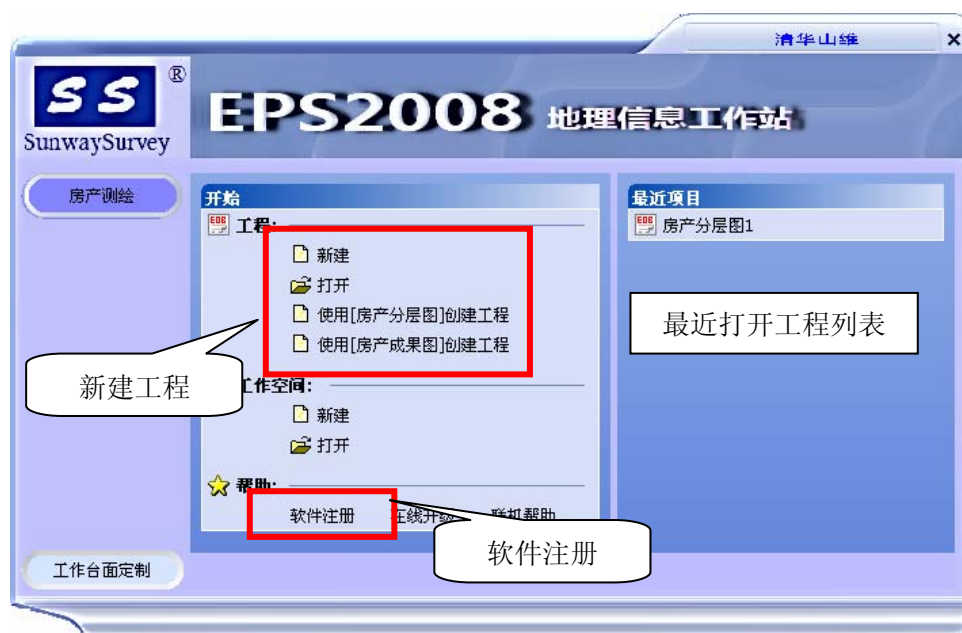 清华山维
SS ®
SunwaySurvey
EPS2008 地理信息工作站
房产测绘
开始
工程:
新建
打开
使用[房产分层图]创建工程
使用[房产成果图]创建工程
新建工程
工作空间:
新建
打开
帮助:
软件注册 在线升级 联机帮助
软件注册
最近项目
房产分层图1
最近打开工程列表
工作台面定制